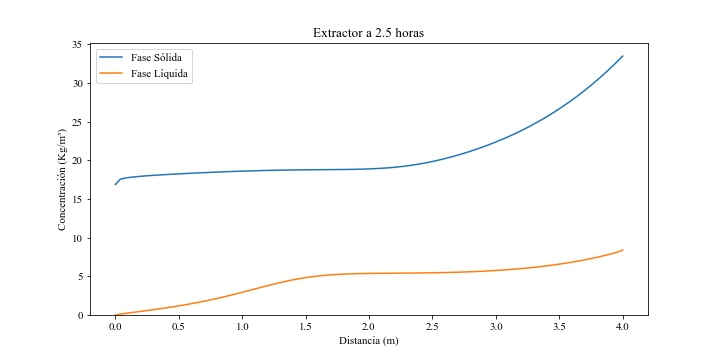 Extractor a 2.5 horas
Fase Sólida
Fase Líquida
Concentración (Kg/m³)
35
30
25
20
15
10
5
0
0.0 0.5 1.0 1.5 2.0 2.5 3.0 3.5 4.0
Distancia (m)